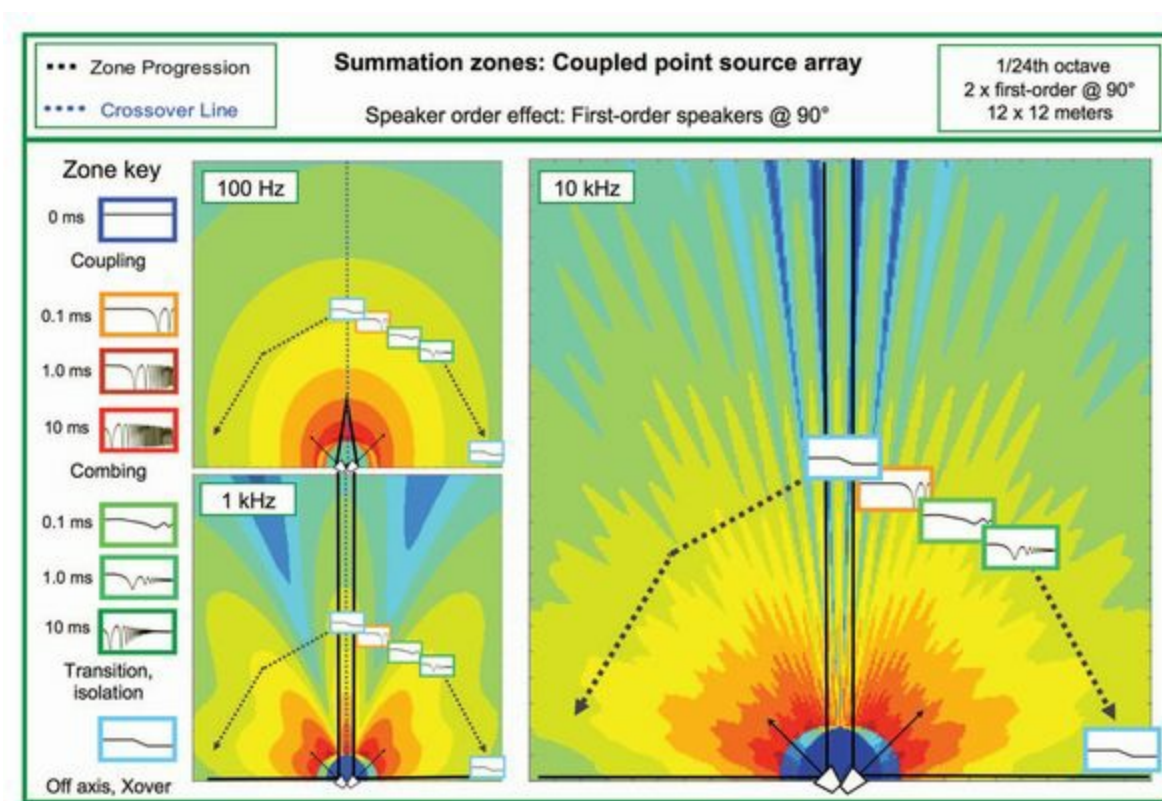 Zone Progression
Crossover Line
Summation zones: Coupled point source array
Speaker order effect: First-order speakers @ 90°
1/24th octave
2 x first-order @ 90°
12 x 12 meters
Zone key
0 ms
Coupling
0.1 ms
1.0 ms
10 ms
Combing
0.1 ms
1.0 ms
10 ms
Transition,
isolation
Off axis, Xover
100 Hz
1 kHz
10 kHz